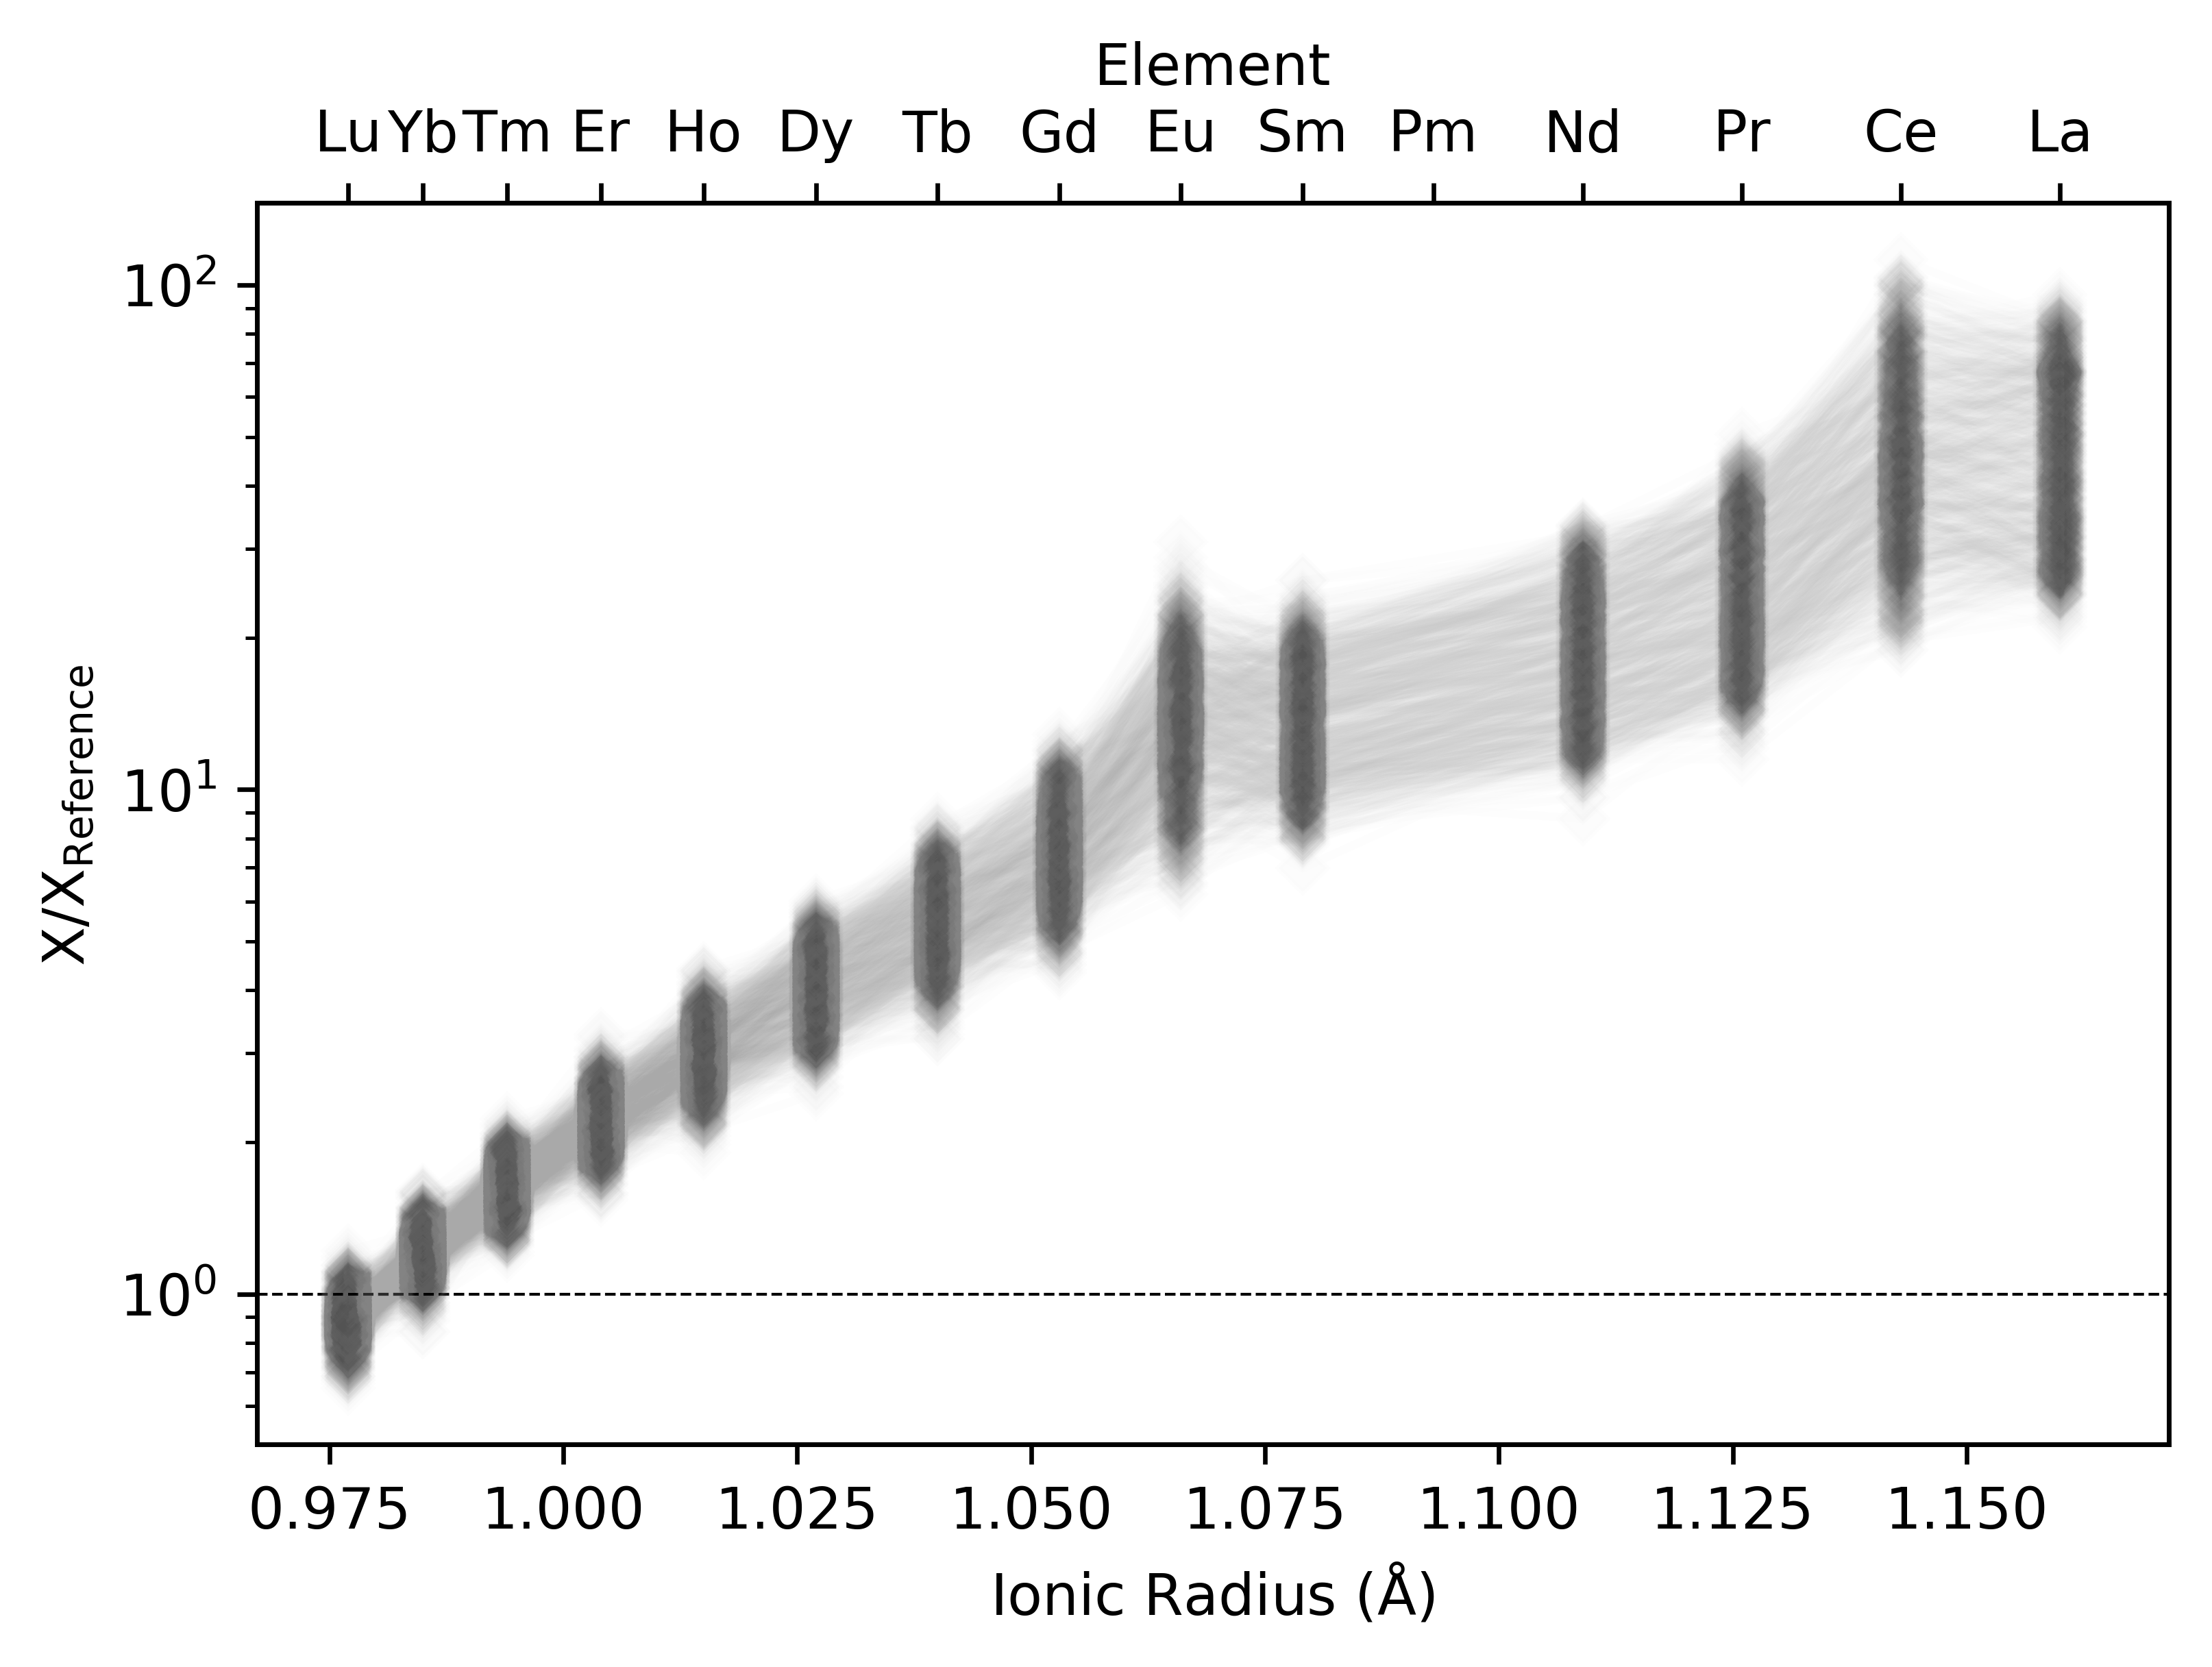 Element
Lu Yb Tm Er Ho Dy Tb Gd Eu Sm Pm Nd Pr Ce La
10²
10¹
10⁰
X/X_Reference
0.975 1.000 1.025 1.050 1.075 1.100 1.125 1.150
Ionic Radius (Å)